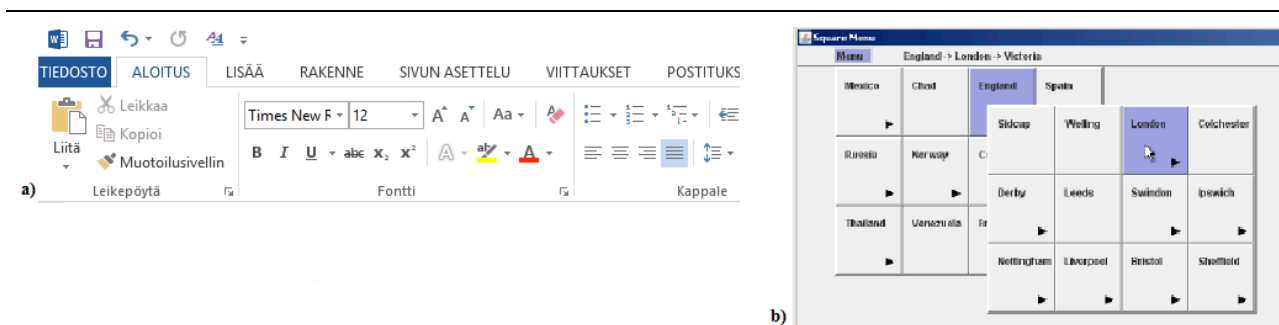 TIEDOSTO ALOITUS LISÄÄ RAKENNE SIVUN ASETTELU VIITTAUKSET POSTITUKS
Leikkaa
Kopioi
Liitä
Muotoilusivellin
Times New F 12 A A Aa
B I U abc X₂ X² A aby A
a) Leikepöytä Fontti Kappale
Square Menu
Menu England -> London -> Victoria
Mexico Chad England Spain
Sidcup Welling London Colchester
Russia Norway C
Derby Leeds Swindon Ipswich
Thailand Venezuela
Nottingham Liverpool Bristol Sheffield
b)